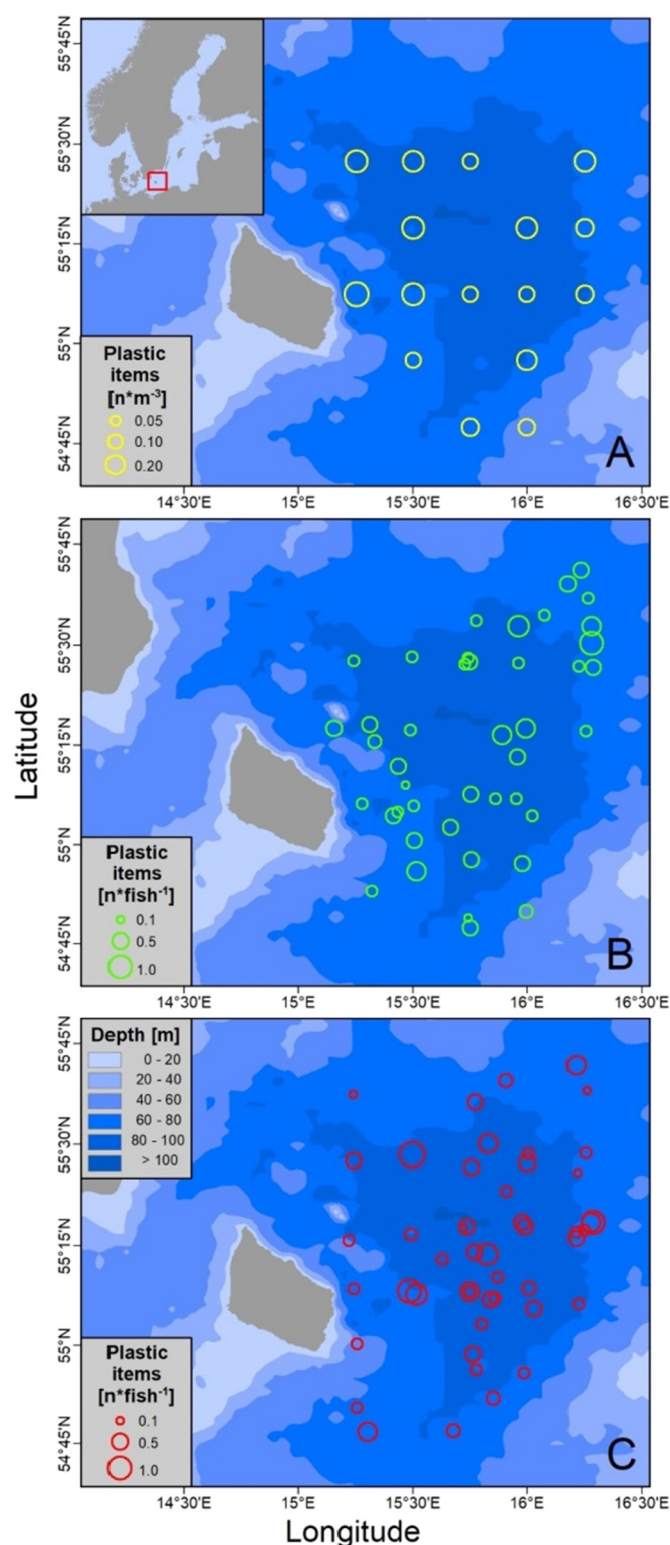 55°45'N
55°30'N
55°15'N
55°N
54°45'N
Plastic
items
[n*m⁻³]
0.05
0.10
0.20
A
14°30'E
15°E
15°30'E
16°E
16°30'E
55°45'N
55°30'N
55°15'N
55°N
54°45'N
Latitude
Plastic
items
[n*fish⁻¹]
0.1
0.5
1.0
B
14°30'E
15°E
15°30'E
16°E
16°30'E
55°45'N
55°30'N
55°15'N
55°N
54°45'N
Depth [m]
0 - 20
20 - 40
40 - 60
60 - 80
80 - 100
> 100
Plastic
items
[n*fish⁻¹]
0.1
0.5
1.0
C
14°30'E
15°E
15°30'E
16°E
16°30'E
Longitude